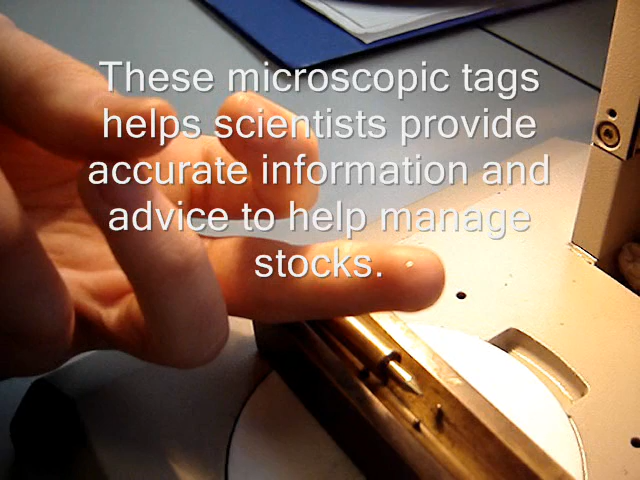 These microscopic tags
helps scientists provide
accurate information and
advice to help manage
stocks.